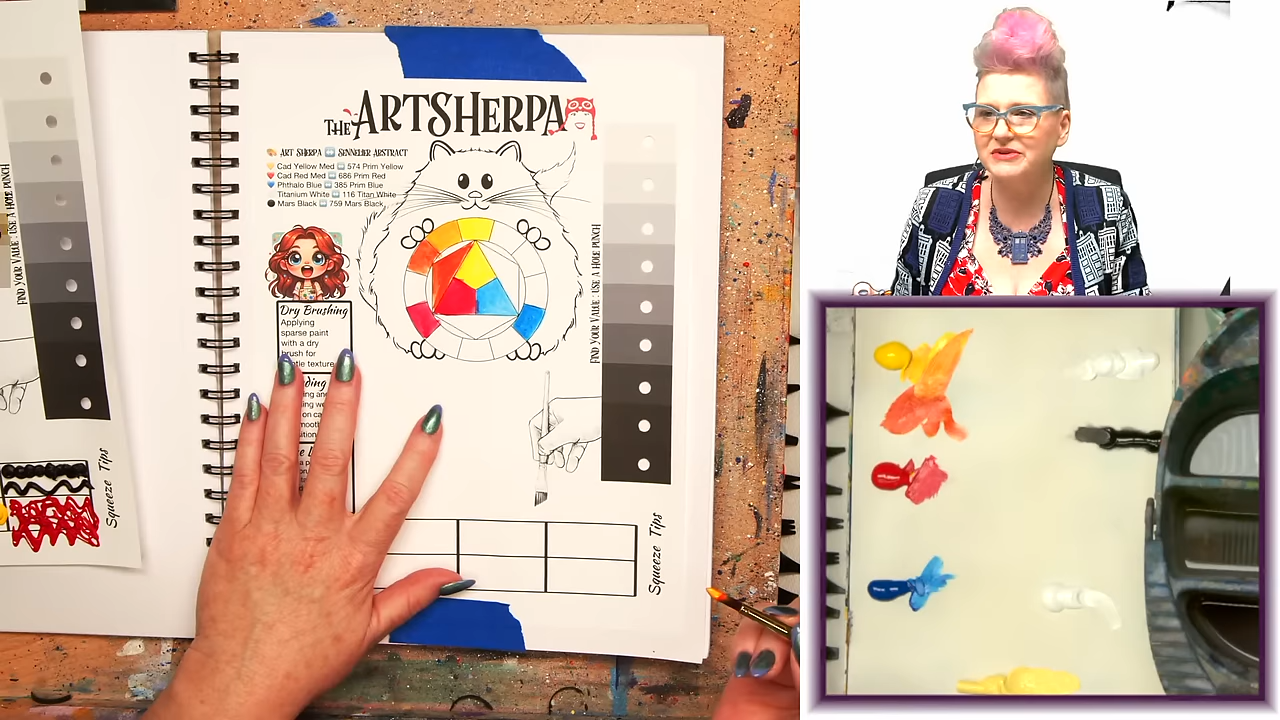 THE ARTSHERPA
ART SHERPA SENNELIER ABSTRACT
Cad Yellow Med 574 Prim Yellow
Cad Red Med 686 Prim Red
Phthalo Blue 385 Prim Blue
Titanium White 116 Titan White
Mars Black 759 Mars Black
Dry Brushing
Applying
sparse paint
with a dry
brush for
texture
FIND YOUR VALUE: USE A HOLE PUNCH
Squeeze Tips
FIND YOUR VALUE: USE A HOLE PUNCH
Squeeze Tips